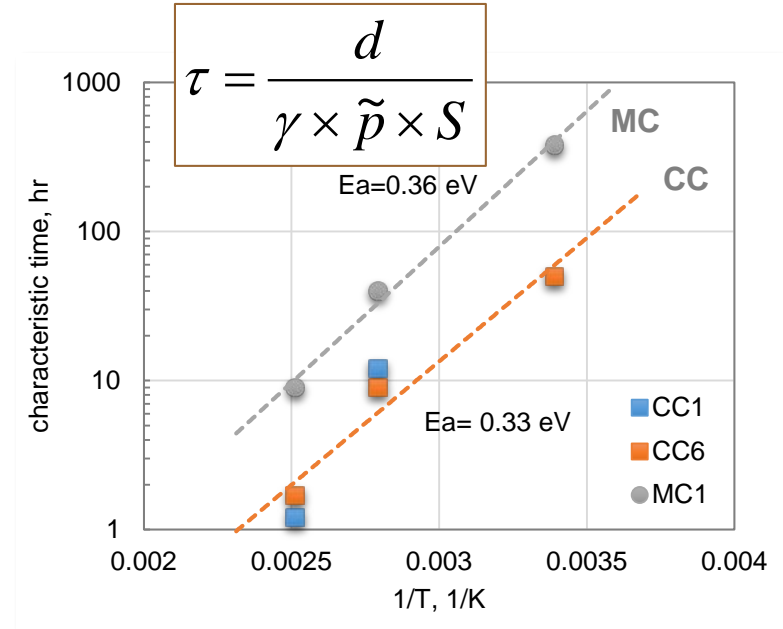 τ = d / (γ × p̃ × S)
1000
100
10
1
characteristic time, hr
MC
CC
Ea=0.36 eV
Ea= 0.33 eV
CC1
CC6
MC1
0.002 0.0025 0.003 0.0035 0.004
1/T, 1/K